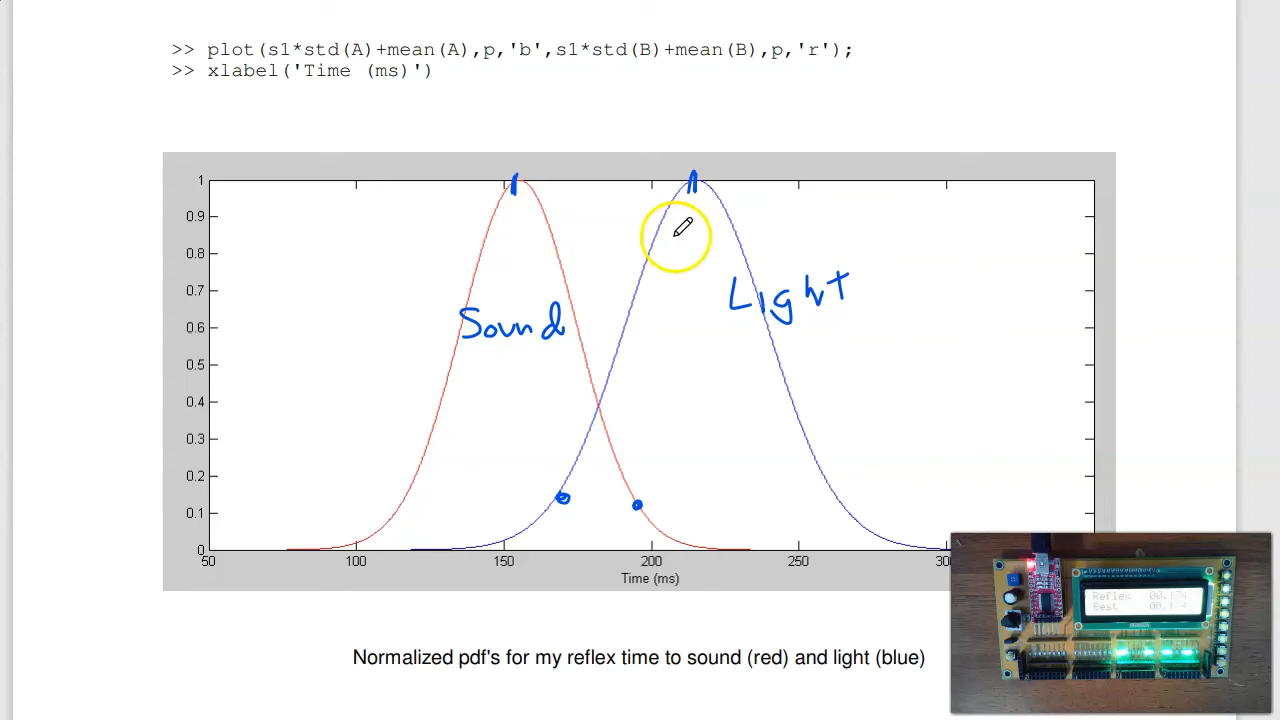 >> plot(s1*std(A)+mean(A),p,'b',s1*std(B)+mean(B),p,'r');
>> xlabel('Time (ms)')
1
0.9
0.8
0.7
0.6
0.5
0.4
0.3
0.2
0.1
0
Sound
Light
50 100 150 200 250
Time (ms)
Reflex
Best
Normalized pdf's for my reflex time to sound (red) and light (blue)